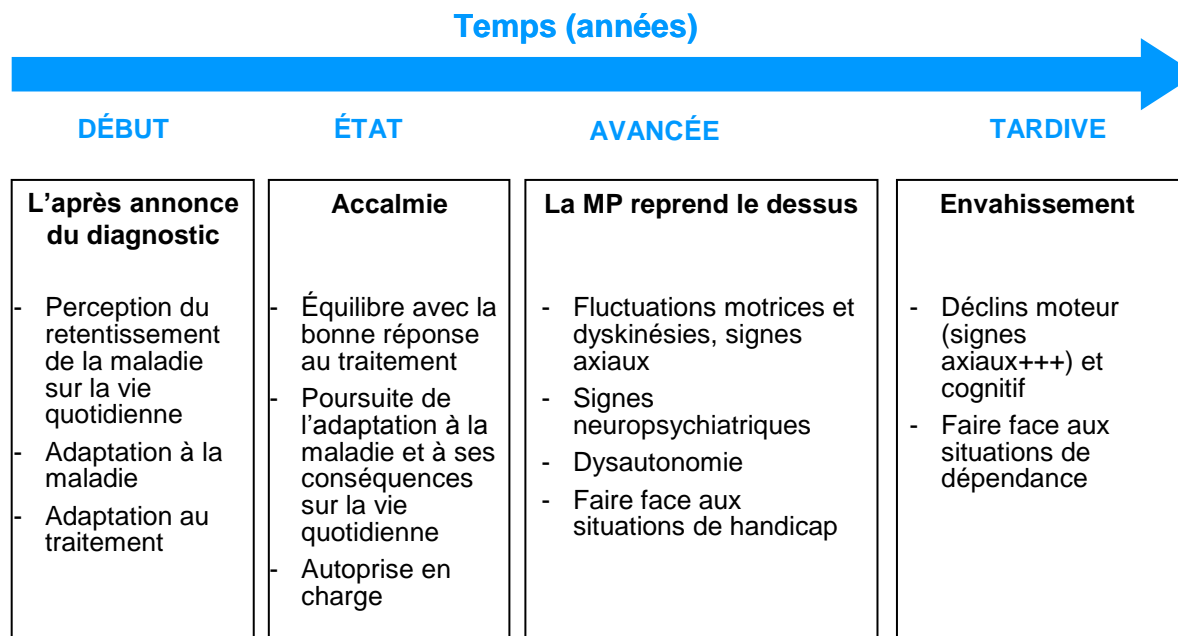 Temps (années)
DÉBUT
ÉTAT
AVANCÉE
TARDIVE
L’après annonce
du diagnostic
- Perception du
retentissement
de la maladie
sur la vie
quotidienne
- Adaptation à la
maladie
- Adaptation au
traitement
Accalmie
- Équilibre avec la
bonne réponse
au traitement
- Poursuite de
l’adaptation à la
maladie et à ses
conséquences
sur la vie
quotidienne
- Autoprise en
charge
La MP reprend le dessus
- Fluctuations motrices et
dyskinésies, signes
axiaux
- Signes
neuropsychiatriques
- Dysautonomie
- Faire face aux
situations de handicap
Envahissement
- Déclins moteur
(signes
axiaux+++) et
cognitif
- Faire face aux
situations de
dépendance